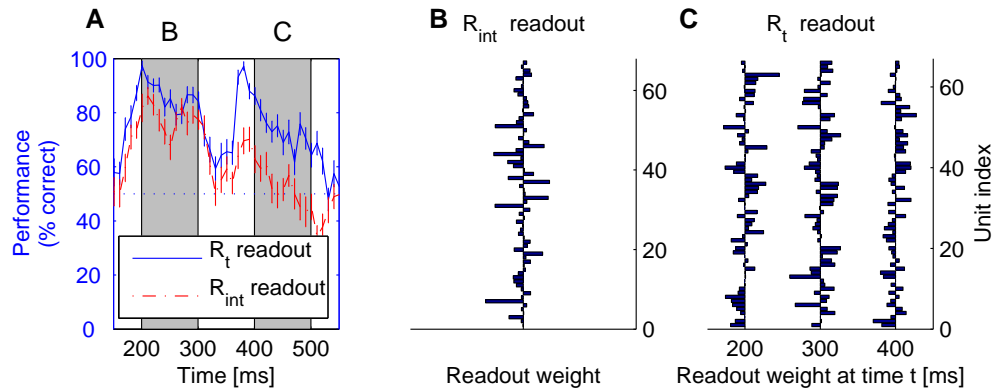 A
B C
100
80
60
40
20
0
Performance
(% correct)
R_t readout
R_int readout
200 300 400 500
Time [ms]
B
R_int readout
60
40
20
0
Readout weight
C
R_t readout
60
40
20
0
Unit index
200 300 400
Readout weight at time t [ms]